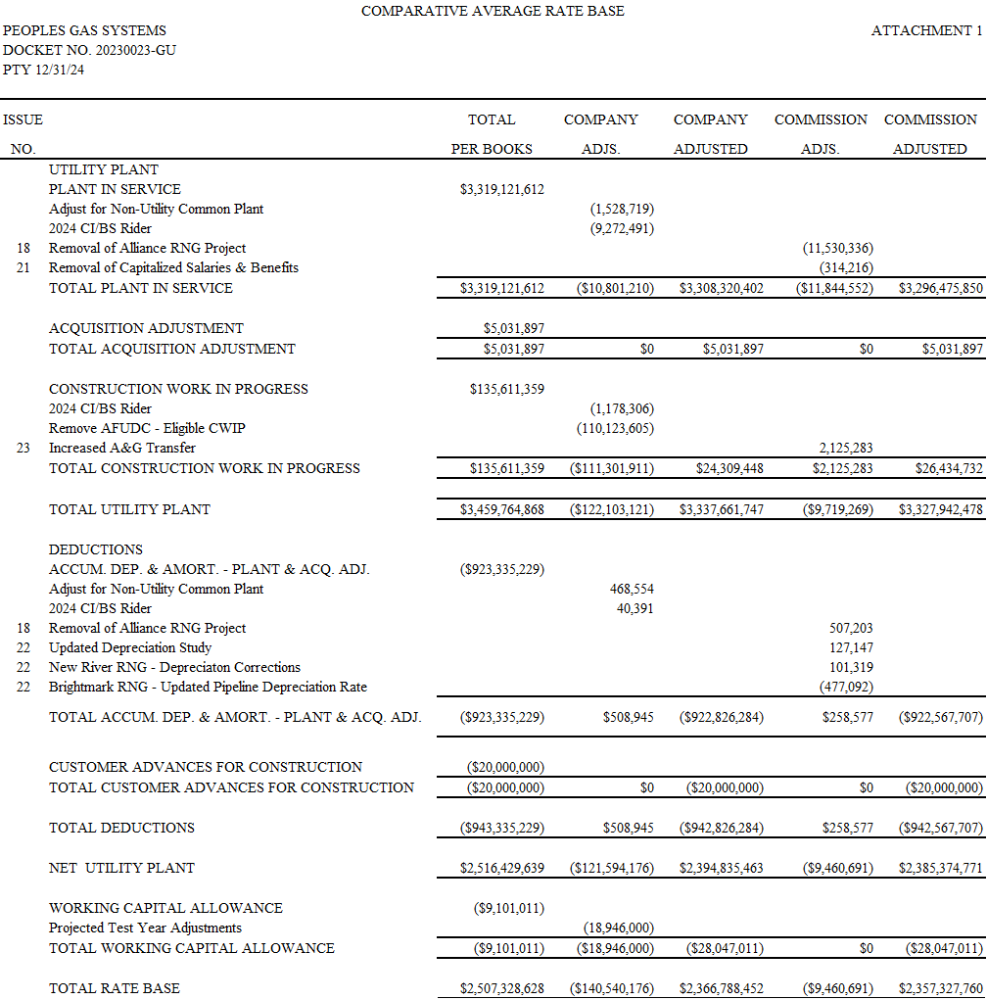 COMPARATIVE AVERAGE RATE BASE
PEOPLES GAS SYSTEMS ATTACHMENT 1
DOCKET NO. 20230023-GU
PTY 12/31/24
ISSUE TOTAL COMPANY COMPANY COMMISSION COMMISSION
NO. PER BOOKS ADJS. ADJUSTED ADJS. ADJUSTED
UTILITY PLANT
PLANT IN SERVICE $3,319,121,612
Adjust for Non-Utility Common Plant (1,528,719)
2024 CI/BS Rider (9,272,491)
18 Removal of Alliance RNG Project (11,530,336)
21 Removal of Capitalized Salaries & Benefits (314,216)
TOTAL PLANT IN SERVICE $3,319,121,612 ($10,801,210) $3,308,320,402 ($11,844,552) $3,296,475,850
ACQUISITION ADJUSTMENT $5,031,897
TOTAL ACQUISITION ADJUSTMENT $5,031,897 $0 $5,031,897 $0 $5,031,897
CONSTRUCTION WORK IN PROGRESS $135,611,359
2024 CI/BS Rider (1,178,306)
Remove AFUDC - Eligible CWIP (110,123,605)
23 Increased A&G Transfer 2,125,283
TOTAL CONSTRUCTION WORK IN PROGRESS $135,611,359 ($111,301,911) $24,309,448 $2,125,283 $26,434,732
TOTAL UTILITY PLANT $3,459,764,868 ($122,103,121) $3,337,661,747 ($9,719,269) $3,327,942,478
DEDUCTIONS
ACCUM. DEP. & AMORT. - PLANT & ACQ. ADJ. ($923,335,229)
Adjust for Non-Utility Common Plant 468,554
2024 CI/BS Rider 40,391
18 Removal of Alliance RNG Project 507,203
22 Updated Depreciation Study 127,147
22 New River RNG - Depreciaton Corrections 101,319
22 Brightmark RNG - Updated Pipeline Depreciation Rate (477,092)
TOTAL ACCUM. DEP. & AMORT. - PLANT & ACQ. ADJ. ($923,335,229) $508,945 ($922,826,284) $258,577 ($922,567,707)
CUSTOMER ADVANCES FOR CONSTRUCTION ($20,000,000)
TOTAL CUSTOMER ADVANCES FOR CONSTRUCTION ($20,000,000) $0 ($20,000,000) $0 ($20,000,000)
TOTAL DEDUCTIONS ($943,335,229) $508,945 ($942,826,284) $258,577 ($942,567,707)
NET UTILITY PLANT $2,516,429,639 ($121,594,176) $2,394,835,463 ($9,460,691) $2,385,374,771
WORKING CAPITAL ALLOWANCE ($9,101,011)
Projected Test Year Adjustments (18,946,000)
TOTAL WORKING CAPITAL ALLOWANCE ($9,101,011) ($18,946,000) ($28,047,011) $0 ($28,047,011)
TOTAL RATE BASE $2,507,328,628 ($140,540,176) $2,366,788,452 ($9,460,691) $2,357,327,760